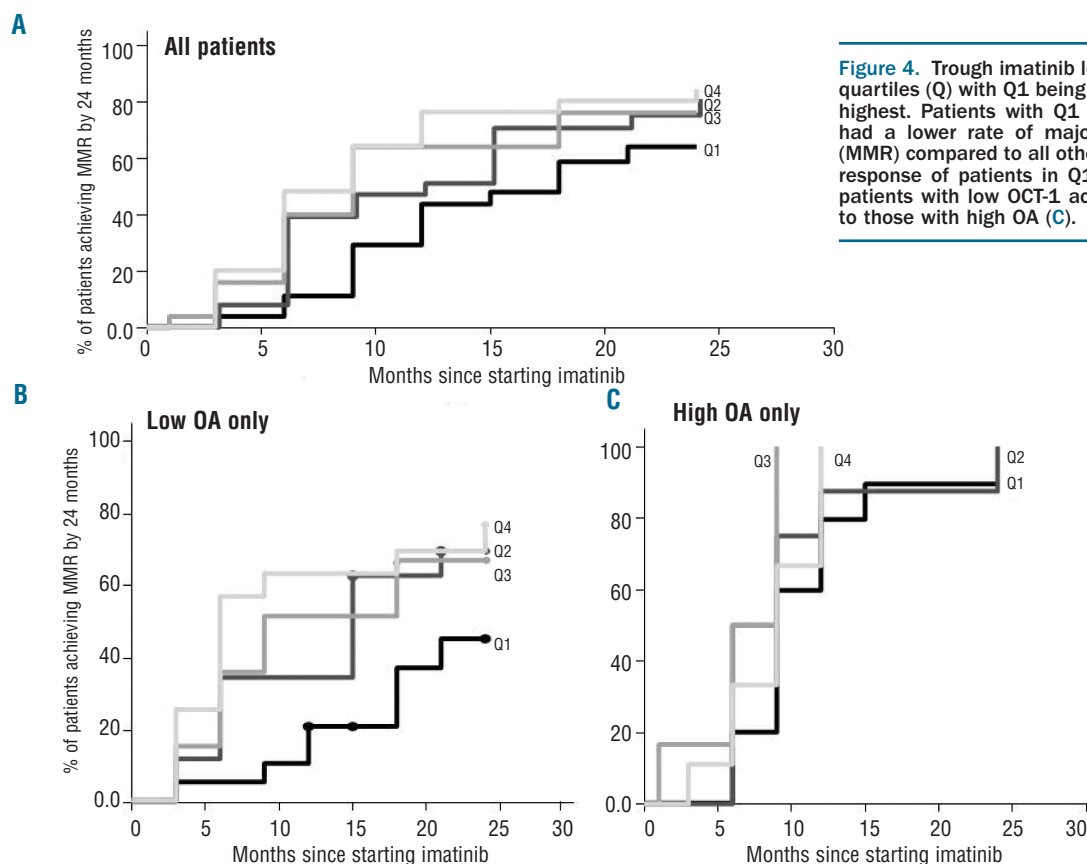 A
All patients
100
80
60
40
20
0.0
% of patients achieving MMR by 24 months
0 5 10 15 20 25 30
Months since starting imatinib
Q4
Q2
Q3
Q1
Figure 4. Trough imatinib
quartiles (Q) with Q1 being
highest. Patients with Q1
had a lower rate of
(MMR) compared to all
response of patients in Q1
patients with low OCT-1
to those with high OA (C).
B
Low OA only
100
80
60
40
20
0.0
% of patients achieving MMR by 24 months
0 5 10 15 20 25 30
Months since starting imatinib
Q4
Q2
Q3
Q1
C
High OA only
100
80
60
40
20
0.0
0 5 10 15 20 25 30
Months since starting imatinib
Q3
Q4
Q2
Q1